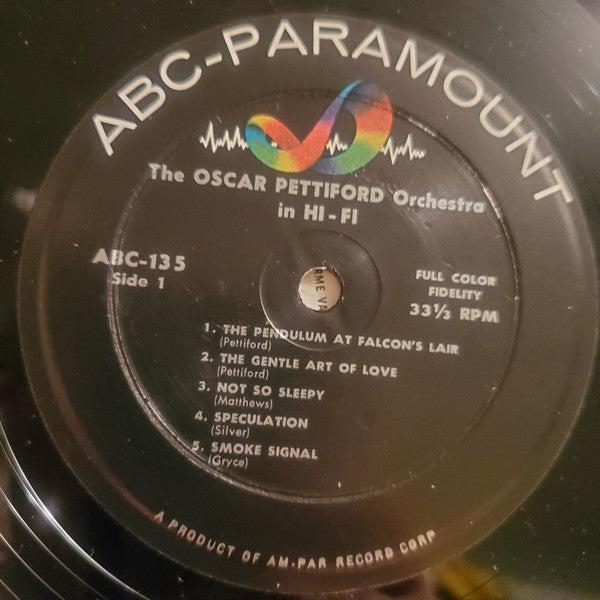 ABC-PARAMOUNT
The OSCAR PETTIFORD Orchestra
in HI-FI
ABC-135
Side 1
FULL COLOR
FIDELITY
33⅓ RPM
1. THE PENDULUM AT FALCON'S LAIR
(Pettiford)
2. THE GENTLE ART OF LOVE
(Pettiford)
3. NOT SO SLEEPY
(Matthews)
4. SPECULATION
(Silver)
5. SMOKE SIGNAL
(Gryce)
A PRODUCT OF AM-PAR RECORD CORP